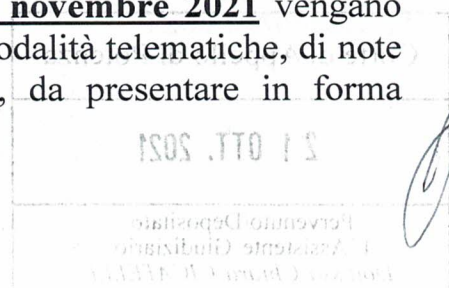 novembre 2021 vengano
odalità telematiche, di note
, da presentare in forma
21 OTT. 2021
Pervenuto Depositato
L'Assistente Giudiziario